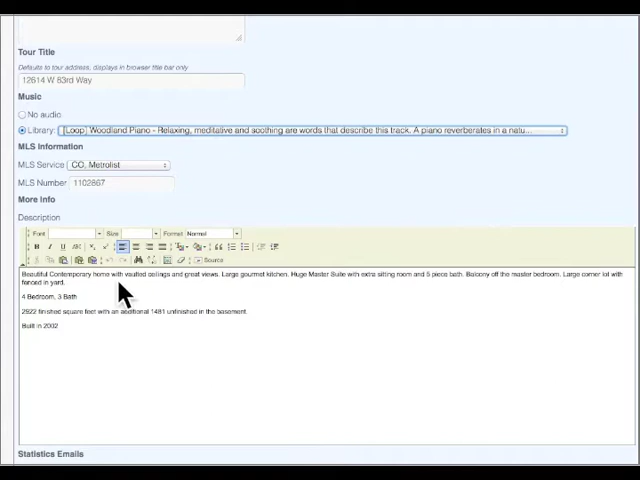 Tour Title
Defaults to tour address, displays in browser title bar only
12614 W 83rd Way
Music
No audio
Library: [Loop] Woodland Piano - Relaxing, meditative and soothing are words that describe this track. A piano reverberates in a natu...
MLS Information
MLS Service CO, Metrolist
MLS Number 1102867
More Info
Description
Font Size Format Normal
B I U ABC X₂ X²
Source
Beautiful Contemporary home with vaulted ceilings and great views. Large gourmet kitchen. Huge Master Suite with extra sitting room and 5 piece bath. Balcony off the master bedroom. Large corner lot with
fenced in yard.
4 Bedroom, 3 Bath
2822 finished square feet with an additional 1481 unfinished in the basement.
Built in 2002
Statistics Emails